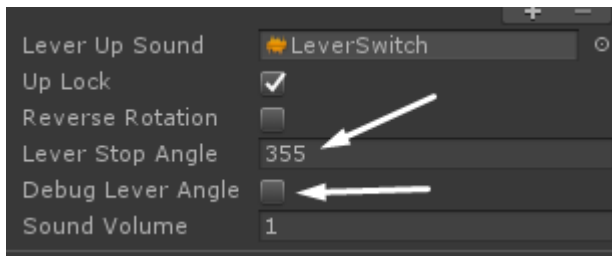 Lever Up Sound LeverSwitch
Up Lock
Reverse Rotation
Lever Stop Angle 355
Debug Lever Angle
Sound Volume 1